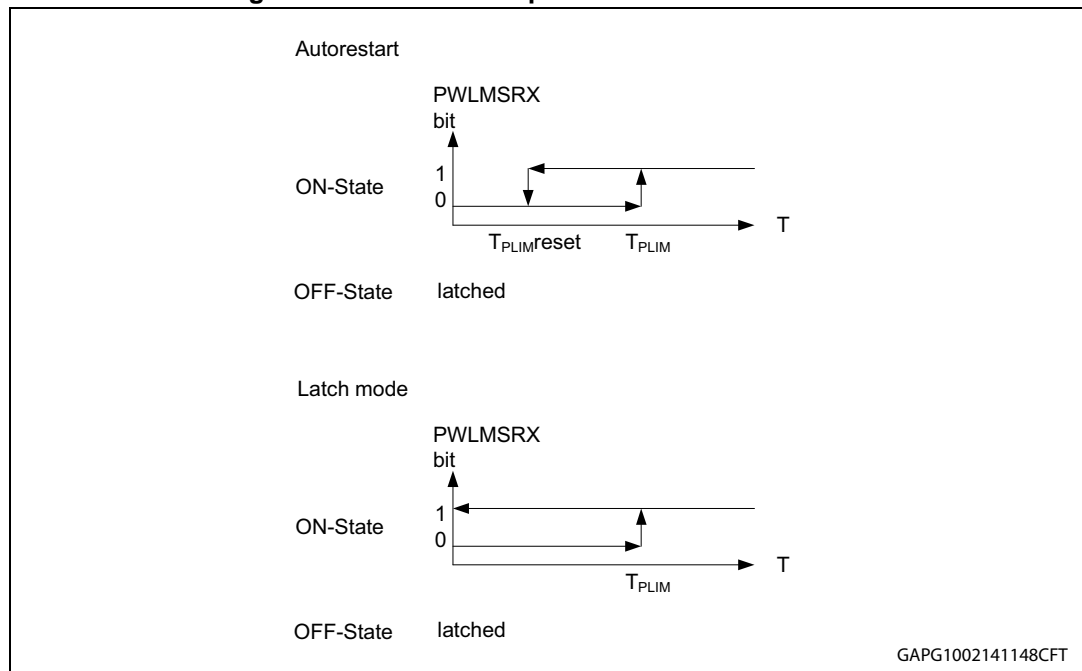 Autorestart
PWLMSRX
bit
1
ON-State
0
T
TPLIMreset TPLIM
OFF-State latched
Latch mode
PWLMSRX
bit
1
ON-State
0
T
TPLIM
OFF-State latched
GAPG1002141148CFT